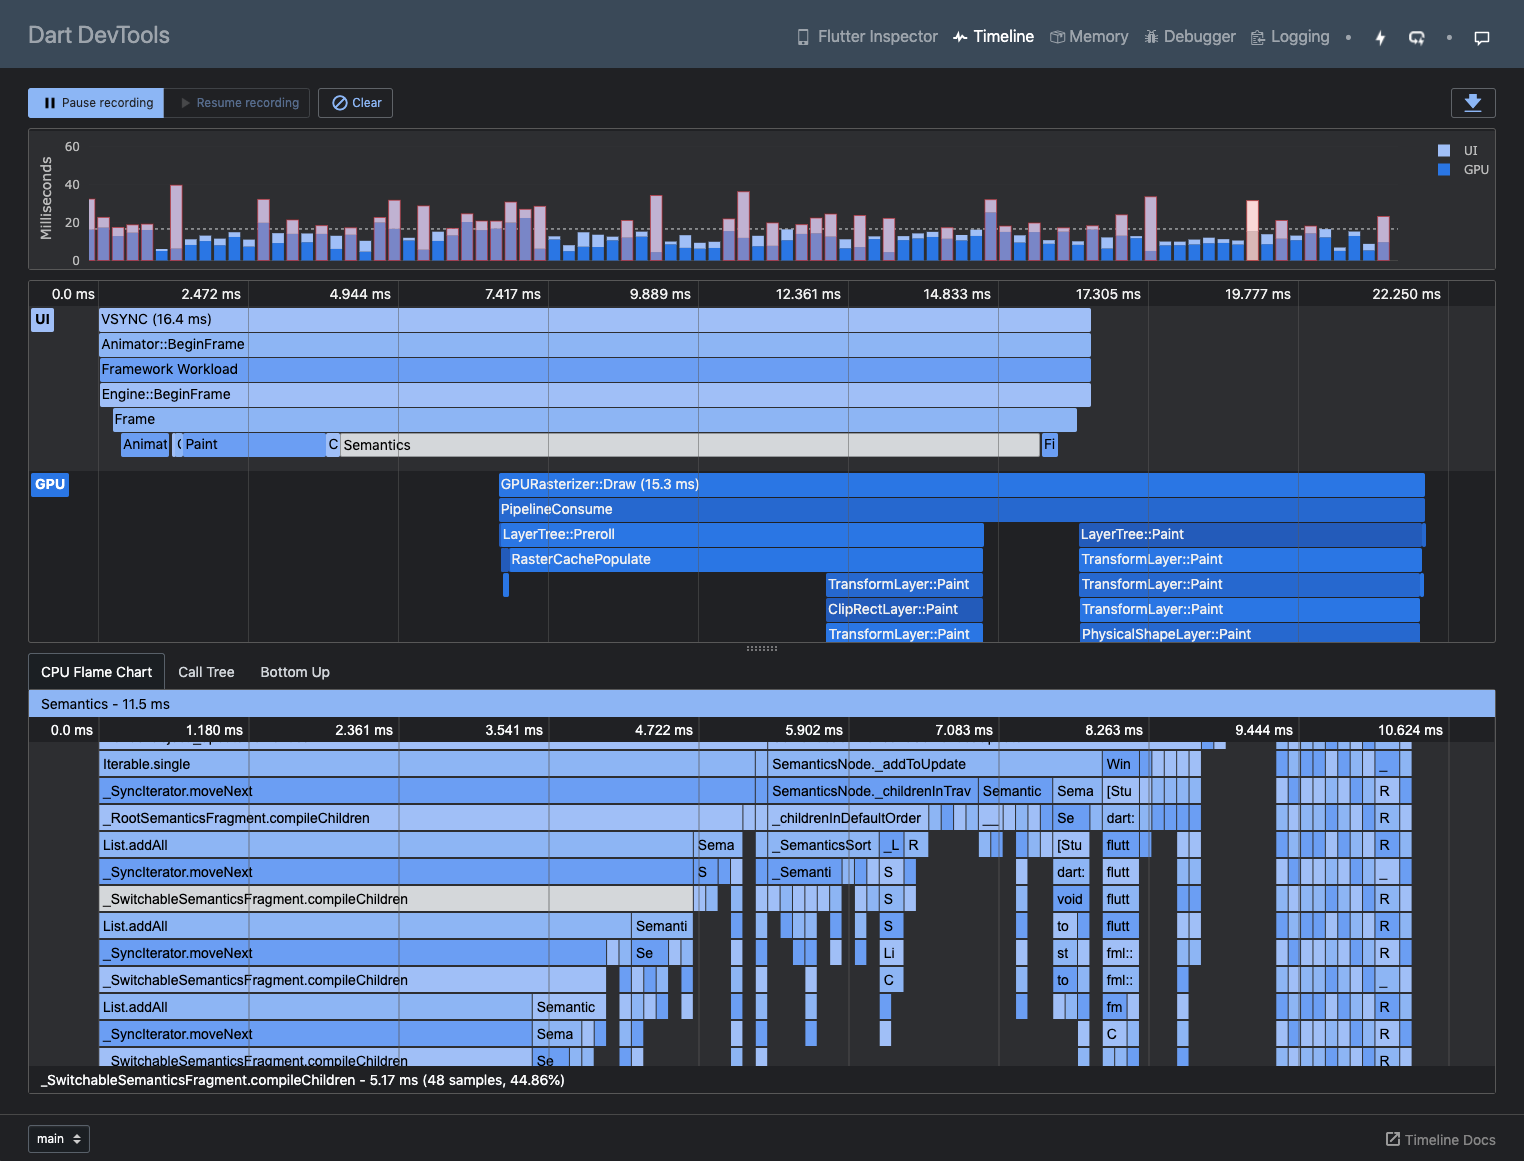 Dart DevTools
Flutter Inspector Timeline Memory Debugger Logging
Pause recording Resume recording Clear
60
40
20
0
Milliseconds
UI
GPU
0.0 ms 2.472 ms 4.944 ms 7.417 ms 9.889 ms 12.361 ms 14.833 ms 17.305 ms 19.777 ms 22.250 ms
UI VSYNC (16.4 ms)
Animator::BeginFrame
Framework Workload
Engine::BeginFrame
Frame
Animat Paint C Semantics Fi
GPU GPURasterizer::Draw (15.3 ms)
PipelineConsume
LayerTree::Preroll LayerTree::Paint
RasterCachePopulate TransformLayer::Paint
TransformLayer::Paint TransformLayer::Paint
ClipRectLayer::Paint TransformLayer::Paint
TransformLayer::Paint PhysicalShapeLayer::Paint
CPU Flame Chart Call Tree Bottom Up
Semantics - 11.5 ms
0.0 ms 1.180 ms 2.361 ms 3.541 ms 4.722 ms 5.902 ms 7.083 ms 8.263 ms 9.444 ms 10.624 ms
Iterable.single SemanticsNode._addToUpdate Win _
_SyncIterator.moveNext SemanticsNode._childrenInTrav Semantic Sema [Stu R
_RootSemanticsFragment.compileChildren _childrenInDefaultOrder __ Se dart: R
List.addAll Sema _SemanticsSort _L R [Stu flutt R
_SyncIterator.moveNext S _Semanti S dart: flutt _
_SwitchableSemanticsFragment.compileChildren S void flutt R
List.addAll Semanti S to flutt R
_SyncIterator.moveNext Se Li st fml:: R
_SwitchableSemanticsFragment.compileChildren C to fml:: _
List.addAll Semantic fm R
_SyncIterator.moveNext Sema C R
_SwitchableSemanticsFragment.compileChildren Se R
_SwitchableSemanticsFragment.compileChildren - 5.17 ms (48 samples, 44.86%)
main
Timeline Docs